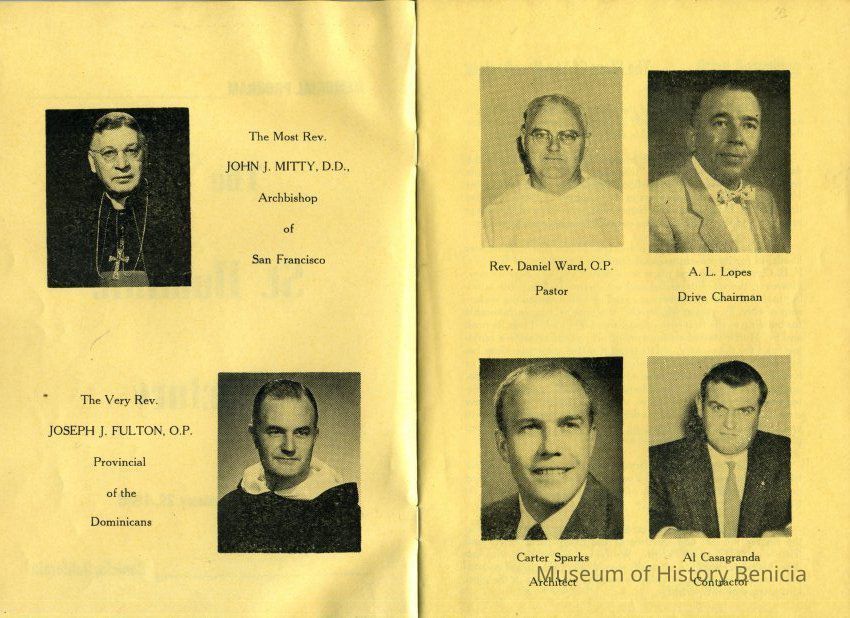 The Most Rev.
JOHN J. MITTY, D.D.,
Archbishop
of
San Francisco
The Very Rev.
JOSEPH J. FULTON, O.P.
Provincial
of the
Dominicans
Rev. Daniel Ward, O.P.
Pastor
A. L. Lopes
Drive Chairman
Carter Sparks
Architect
Al Casagranda
Contractor
Museum of History Benicia